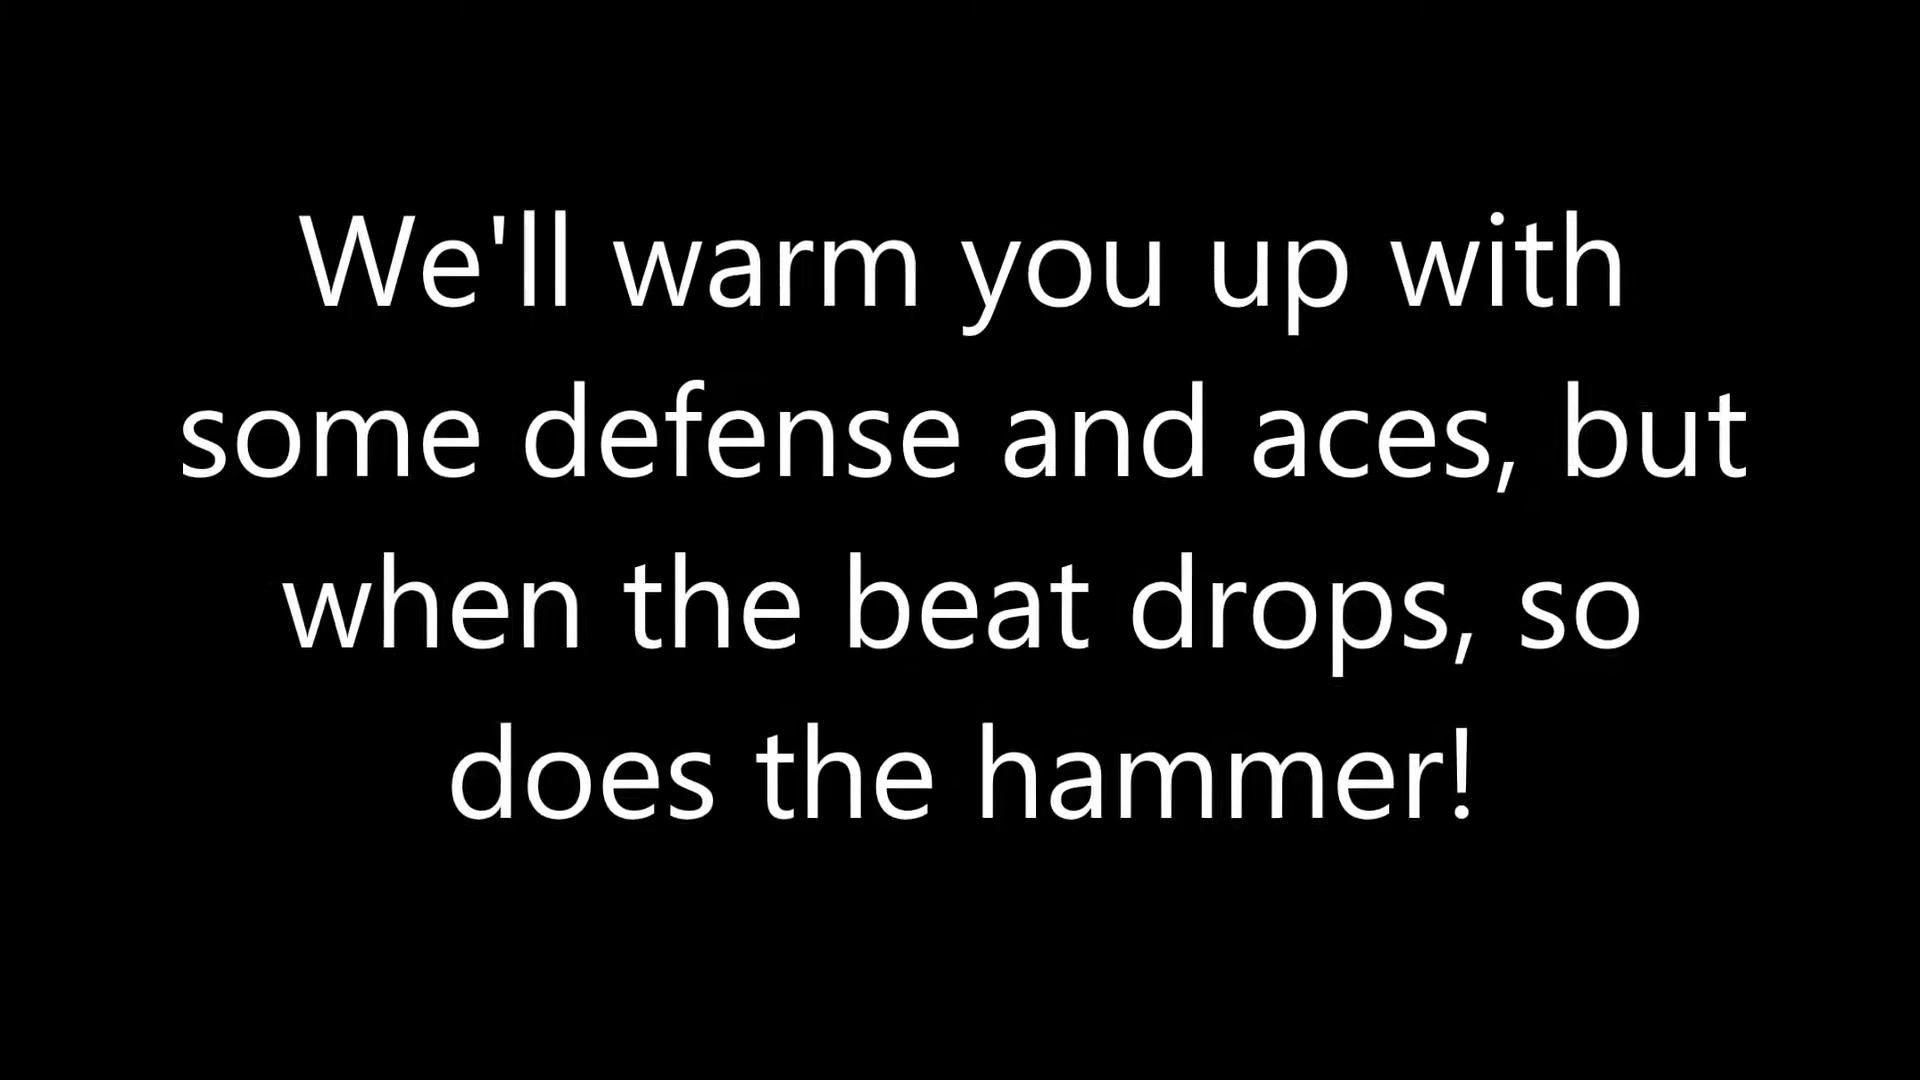 We'll warm you up with
some defense and aces, but
when the beat drops, so
does the hammer!